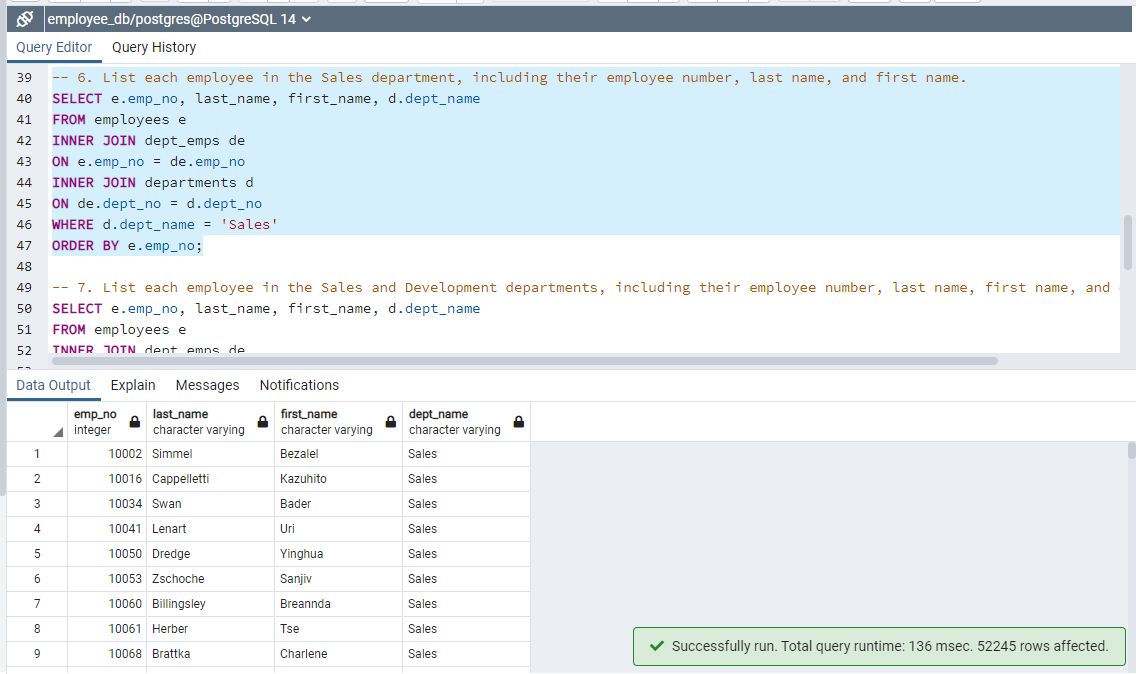 employee_db/postgres@PostgreSQL 14
Query Editor Query History
39 -- 6. List each employee in the Sales department, including their employee number, last name, and first name.
40 SELECT e.emp_no, last_name, first_name, d.dept_name
41 FROM employees e
42 INNER JOIN dept_emps de
43 ON e.emp_no = de.emp_no
44 INNER JOIN departments d
45 ON de.dept_no = d.dept_no
46 WHERE d.dept_name = 'Sales'
47 ORDER BY e.emp_no;
48
49 -- 7. List each employee in the Sales and Development departments, including their employee number, last name, first name, and
50 SELECT e.emp_no, last_name, first_name, d.dept_name
51 FROM employees e
52 INNER JOIN dept_emps de
Data Output Explain Messages Notifications
emp_no last_name first_name dept_name
integer character varying character varying character varying
1 10002 Simmel Bezalel Sales
2 10016 Cappelletti Kazuhito Sales
3 10034 Swan Bader Sales
4 10041 Lenart Uri Sales
5 10050 Dredge Yinghua Sales
6 10053 Zschoche Sanjiv Sales
7 10060 Billingsley Breannda Sales
8 10061 Herber Tse Sales
9 10068 Brattka Charlene Sales
Successfully run. Total query runtime: 136 msec. 52245 rows affected.